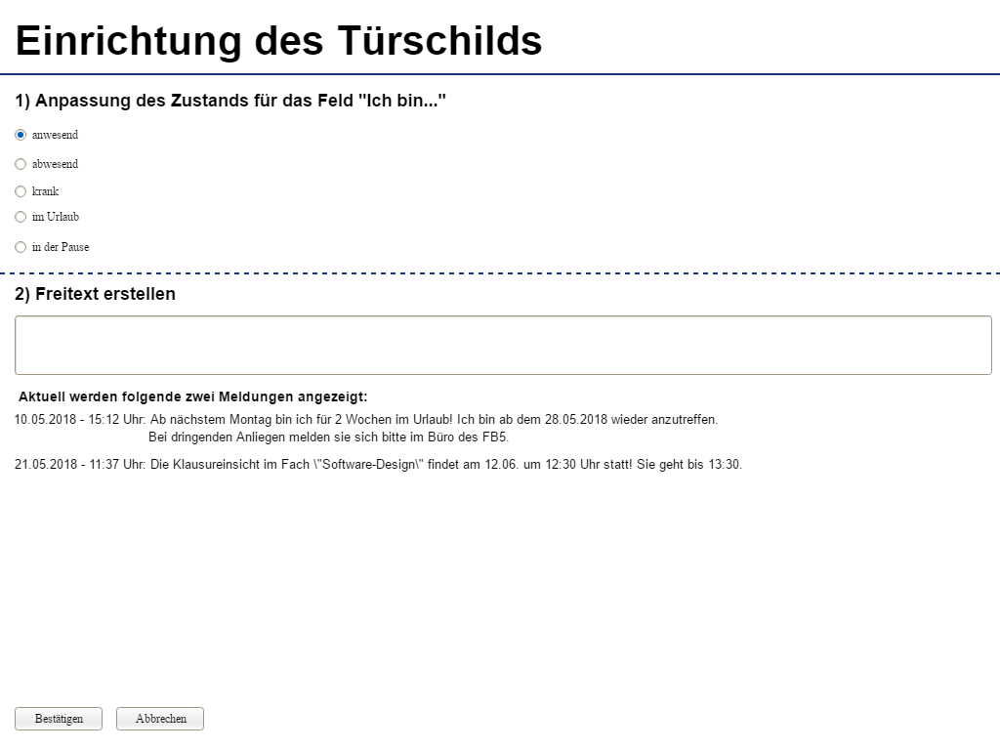 Einrichtung des Türschilds
1) Anpassung des Zustands für das Feld "Ich bin..."
anwesend
abwesend
krank
im Urlaub
in der Pause
2) Freitext erstellen
Aktuell werden folgende zwei Meldungen angezeigt:
10.05.2018 - 15:12 Uhr: Ab nächstem Montag bin ich für 2 Wochen im Urlaub! Ich bin ab dem 28.05.2018 wieder anzutreffen.
Bei dringenden Anliegen melden sie sich bitte im Büro des FB5.
21.05.2018 - 11:37 Uhr: Die Klausureinsicht im Fach \"Software-Design\" findet am 12.06. um 12:30 Uhr statt! Sie geht bis 13:30.
Bestätigen Abbrechen